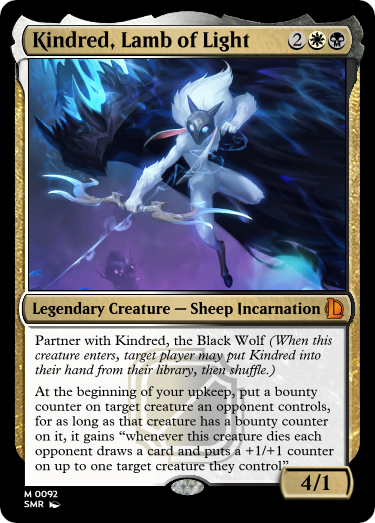 Kindred, Lamb of Light 2
Legendary Creature — Sheep Incarnation
Partner with Kindred, the Black Wolf (When this
creature enters, target player may put Kindred into
their hand from their library, then shuffle.)
At the beginning of your upkeep, put a bounty
counter on target creature an opponent controls,
for as long as that creature has a bounty counter
on it, it gains “whenever this creature dies each
opponent draws a card and puts a +1/+1 counter
on up to one target creature they control”
4/1
M 0092
SMR